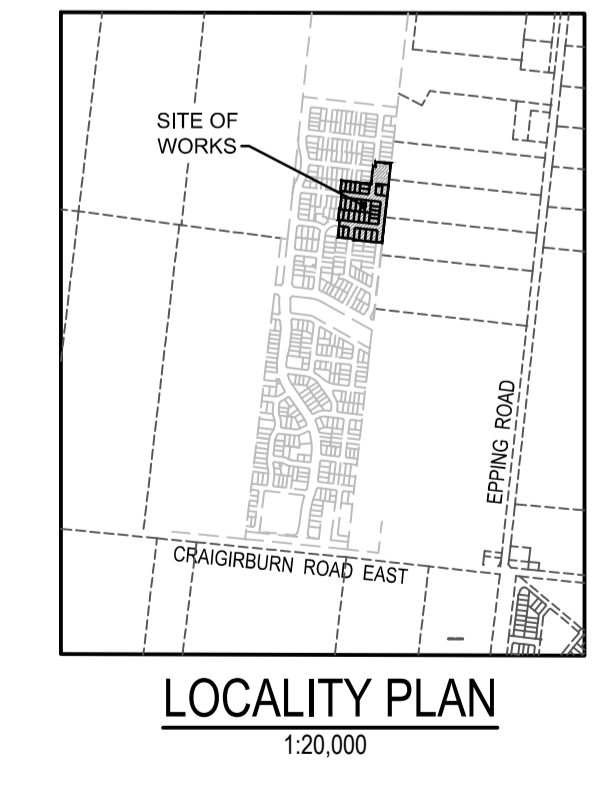 SITE OF
WORKS
EPPING ROAD
CRAIGIRBURN ROAD EAST
LOCALITY PLAN
1:20,000